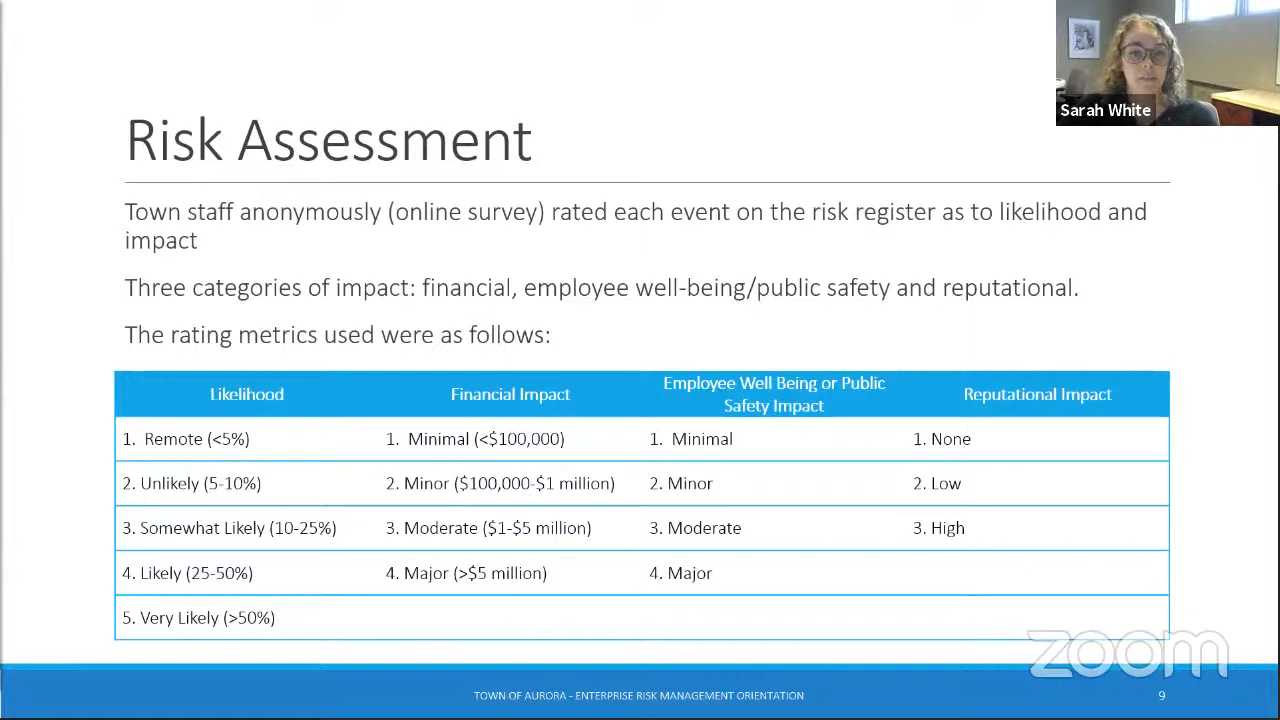 Sarah White
Risk Assessment
Town staff anonymously (online survey) rated each event on the risk register as to likelihood and
impact
Three categories of impact: financial, employee well-being/public safety and reputational.
The rating metrics used were as follows:
Likelihood Financial Impact Employee Well Being or Public Safety Impact Reputational Impact
1. Remote (<5%) 1. Minimal (<$100,000) 1. Minimal 1. None
2. Unlikely (5-10%) 2. Minor ($100,000-$1 million) 2. Minor 2. Low
3. Somewhat Likely (10-25%) 3. Moderate ($1-$5 million) 3. Moderate 3. High
4. Likely (25-50%) 4. Major (>$5 million) 4. Major
5. Very Likely (>50%)
zoom
TOWN OF AURORA - ENTERPRISE RISK MANAGEMENT ORIENTATION 9